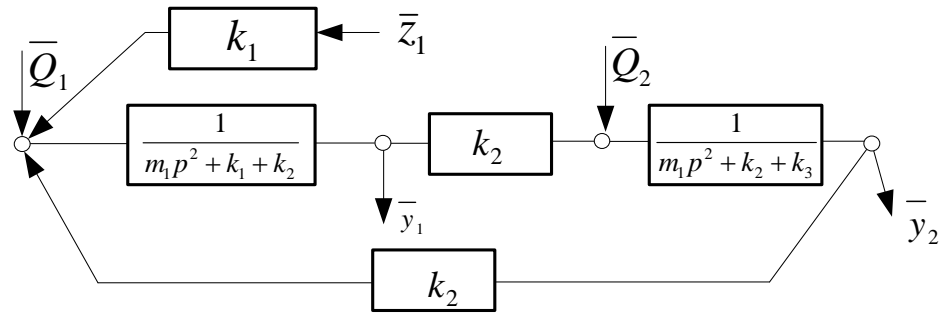 k₁
z̄₁
Q̄₁
Q̄₂
1 / (m₁p² + k₁ + k₂)
k₂
1 / (m₁p² + k₂ + k₃)
ȳ₁
ȳ₂
k₂